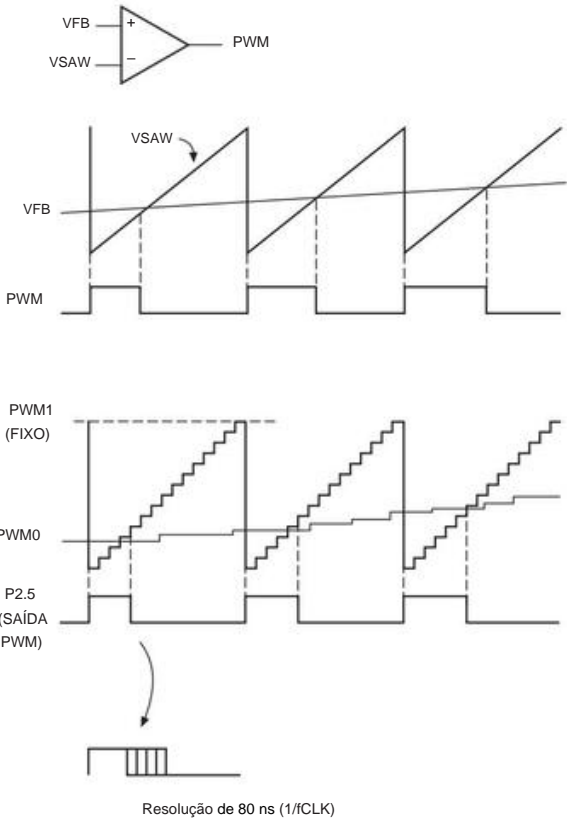 VFB
+
PWM
VSAW
–
VSAW
VFB
PWM
PWM1
(FIXO)
PWM0
P2.5
(SAÍDA
PWM)
Resolução de 80 ns (1/fCLK)